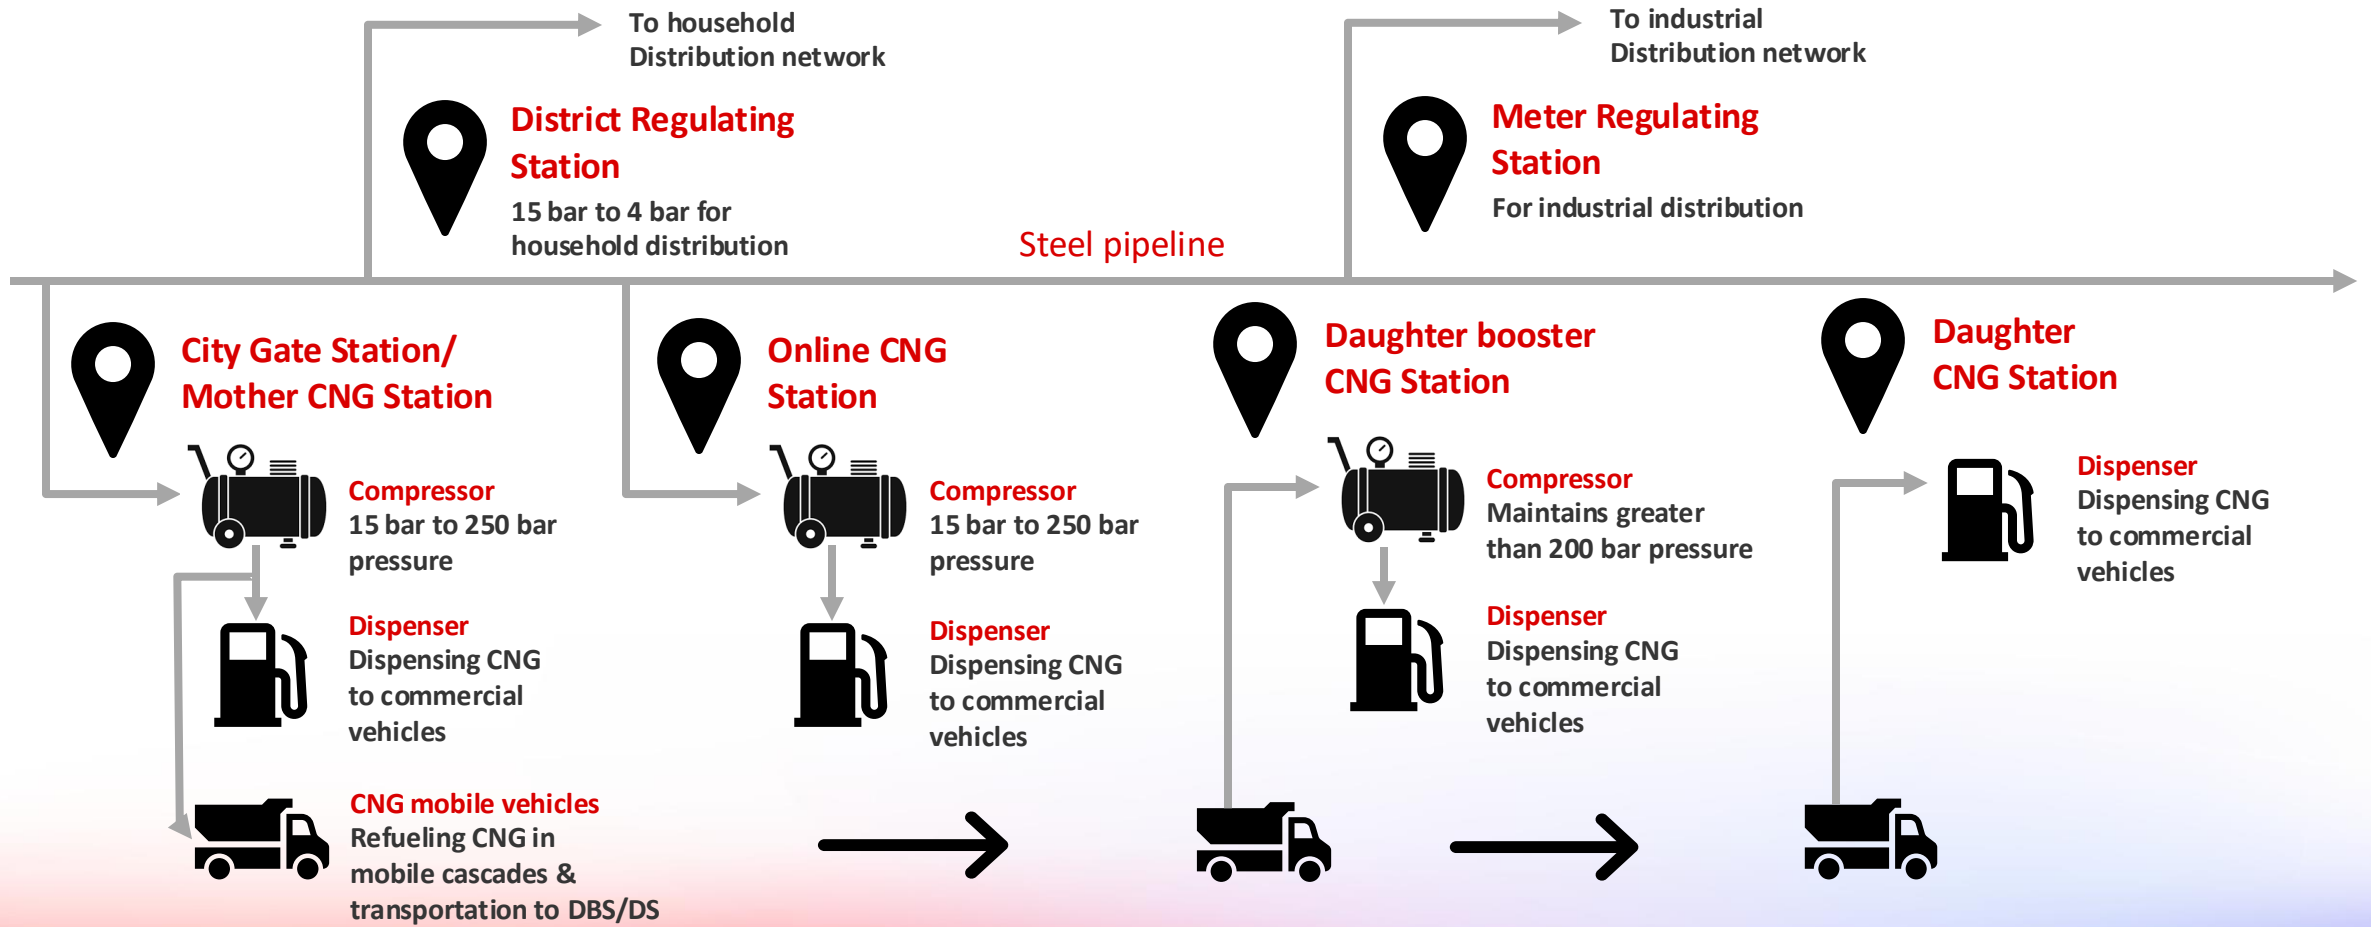 To household
Distribution network
To industrial
Distribution network
District Regulating
Station
15 bar to 4 bar for
household distribution
Meter Regulating
Station
For industrial distribution
Steel pipeline
City Gate Station/
Mother CNG Station
Compressor
15 bar to 250 bar
pressure
Dispenser
Dispensing CNG
to commercial
vehicles
CNG mobile vehicles
Refueling CNG in
mobile cascades &
transportation to DBS/DS
Online CNG
Station
Compressor
15 bar to 250 bar
pressure
Dispenser
Dispensing CNG
to commercial
vehicles
Daughter booster
CNG Station
Compressor
Maintains greater
than 200 bar pressure
Dispenser
Dispensing CNG
to commercial
vehicles
Daughter
CNG Station
Dispenser
Dispensing CNG
to commercial
vehicles